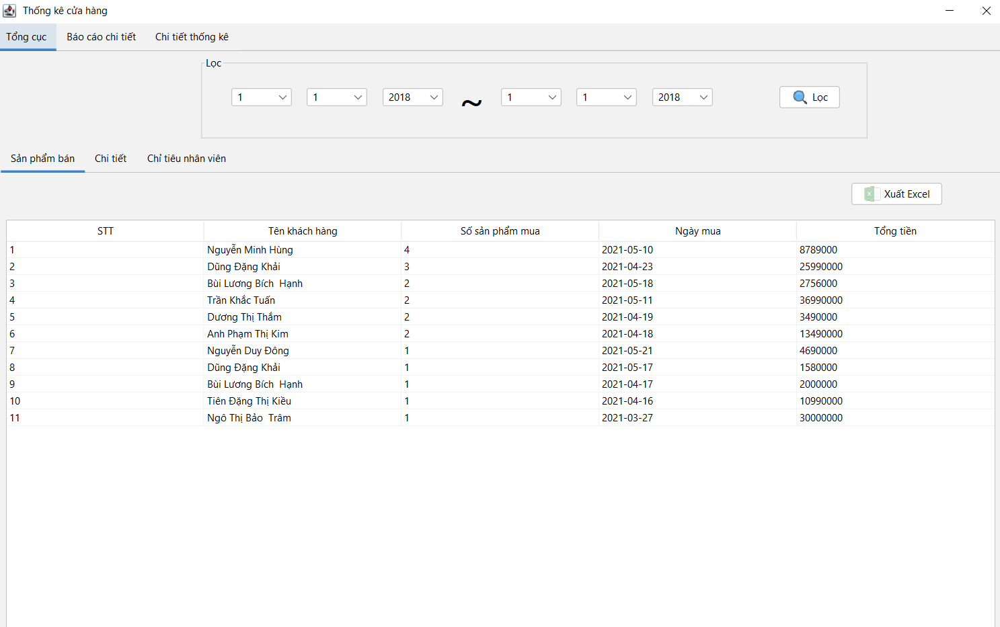 Thống kê cửa hàng
Tổng cục Báo cáo chi tiết Chi tiết thống kê
Lọc
1 1 2018 ~ 1 1 2018 Lọc
Sản phẩm bán Chi tiết Chỉ tiêu nhân viên
Xuất Excel
STT Tên khách hàng Số sản phẩm mua Ngày mua Tổng tiền
1 Nguyễn Minh Hùng 4 2021-05-10 8789000
2 Dũng Đặng Khải 3 2021-04-23 25990000
3 Bùi Lương Bích  Hạnh 2 2021-05-18 2756000
4 Trần Khắc Tuấn 2 2021-05-11 36990000
5 Dương Thị Thắm 2 2021-04-19 3490000
6 Anh Phạm Thị Kim 2 2021-04-18 13490000
7 Nguyễn Duy Đông 1 2021-05-21 4690000
8 Dũng Đặng Khải 1 2021-05-17 1580000
9 Bùi Lương Bích  Hạnh 1 2021-04-17 2000000
10 Tiên Đặng Thị Kiều 1 2021-04-16 10990000
11 Ngô Thị Bảo  Trâm 1 2021-03-27 30000000